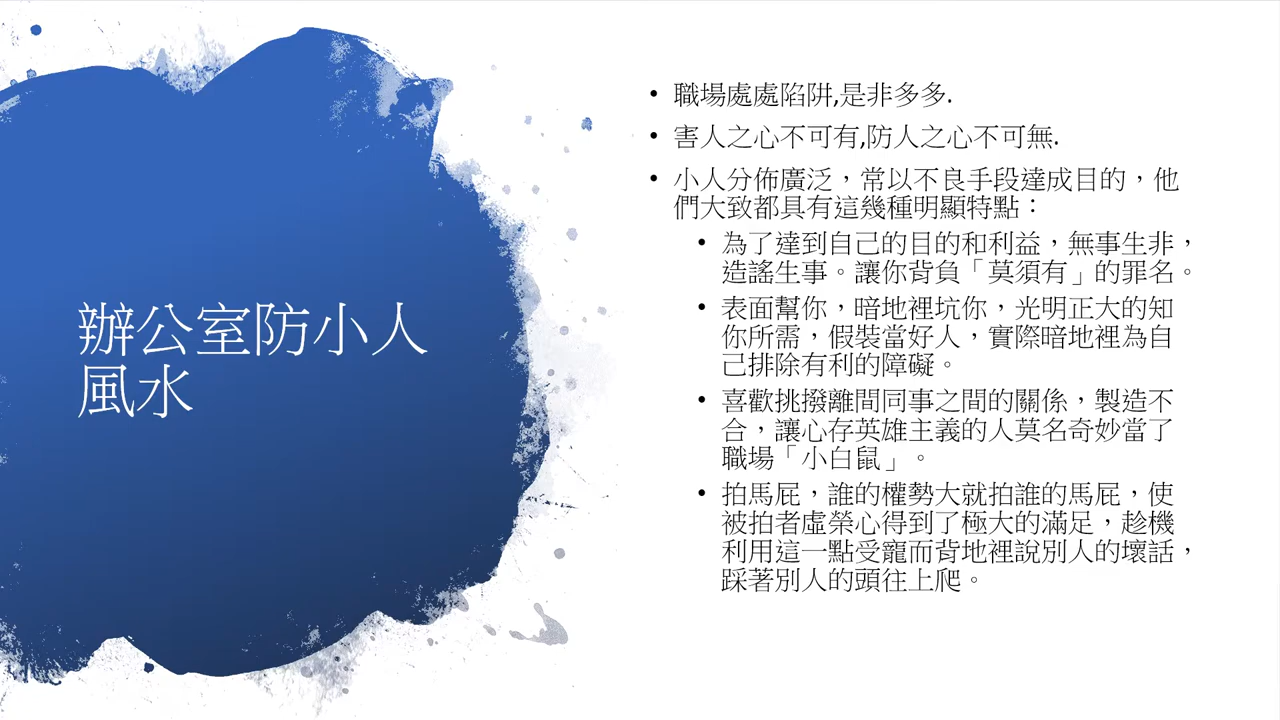 辦公室防小人
風水
• 職場處處陷阱,是非多多.
• 害人之心不可有,防人之心不可無.
• 小人分佈廣泛，常以不良手段達成目的，他
們大致都具有這幾種明顯特點：
• 為了達到自己的目的和利益，無事生非，
造謠生事。讓你背負「莫須有」的罪名。
• 表面幫你，暗地裡坑你，光明正大的知
你所需，假裝當好人，實際暗地裡為自
己排除有利的障礙。
• 喜歡挑撥離間同事之間的關係，製造不
合，讓心存英雄主義的人莫名奇妙當了
職場「小白鼠」。
• 拍馬屁，誰的權勢大就拍誰的馬屁，使
被拍者虛榮心得到了極大的滿足，趁機
利用這一點受寵而背地裡說別人的壞話，
踩著別人的頭往上爬。